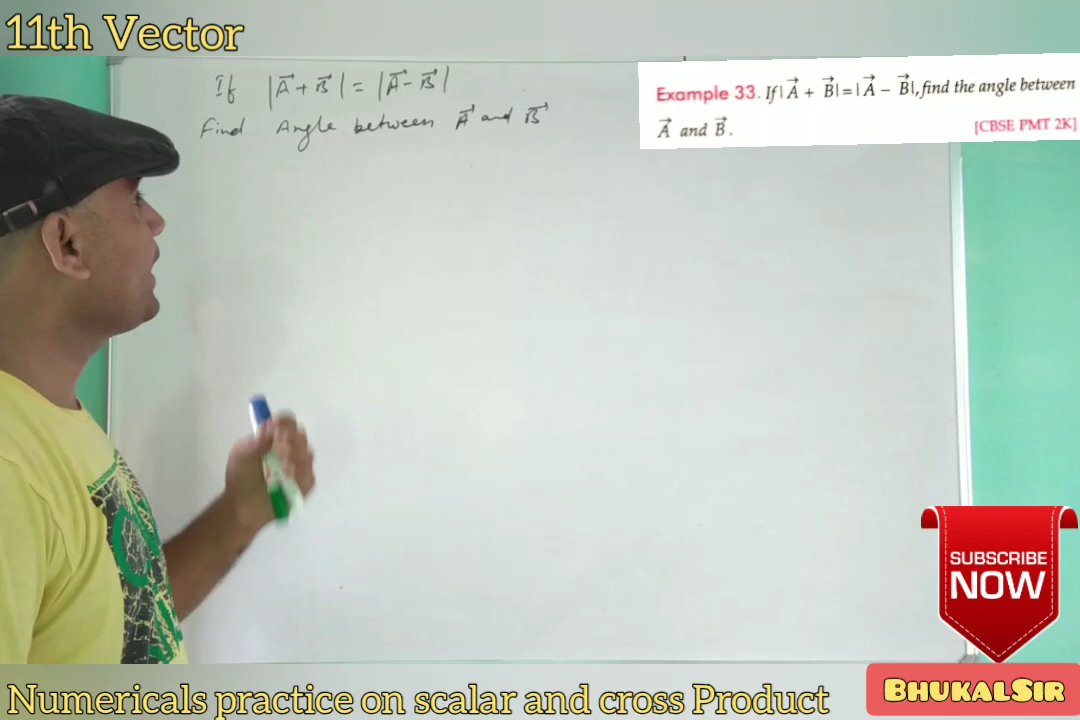 11th Vector
If |A⃗ + B⃗| = |A⃗ - B⃗|
Find Angle between A⃗ and B⃗
Example 33. If |A⃗ + B⃗| = |A⃗ − B⃗|, find the angle between
A⃗ and B⃗.
[CBSE PMT 2K]
SUBSCRIBE
NOW
Numericals practice on scalar and cross Product
BHUKALSIR